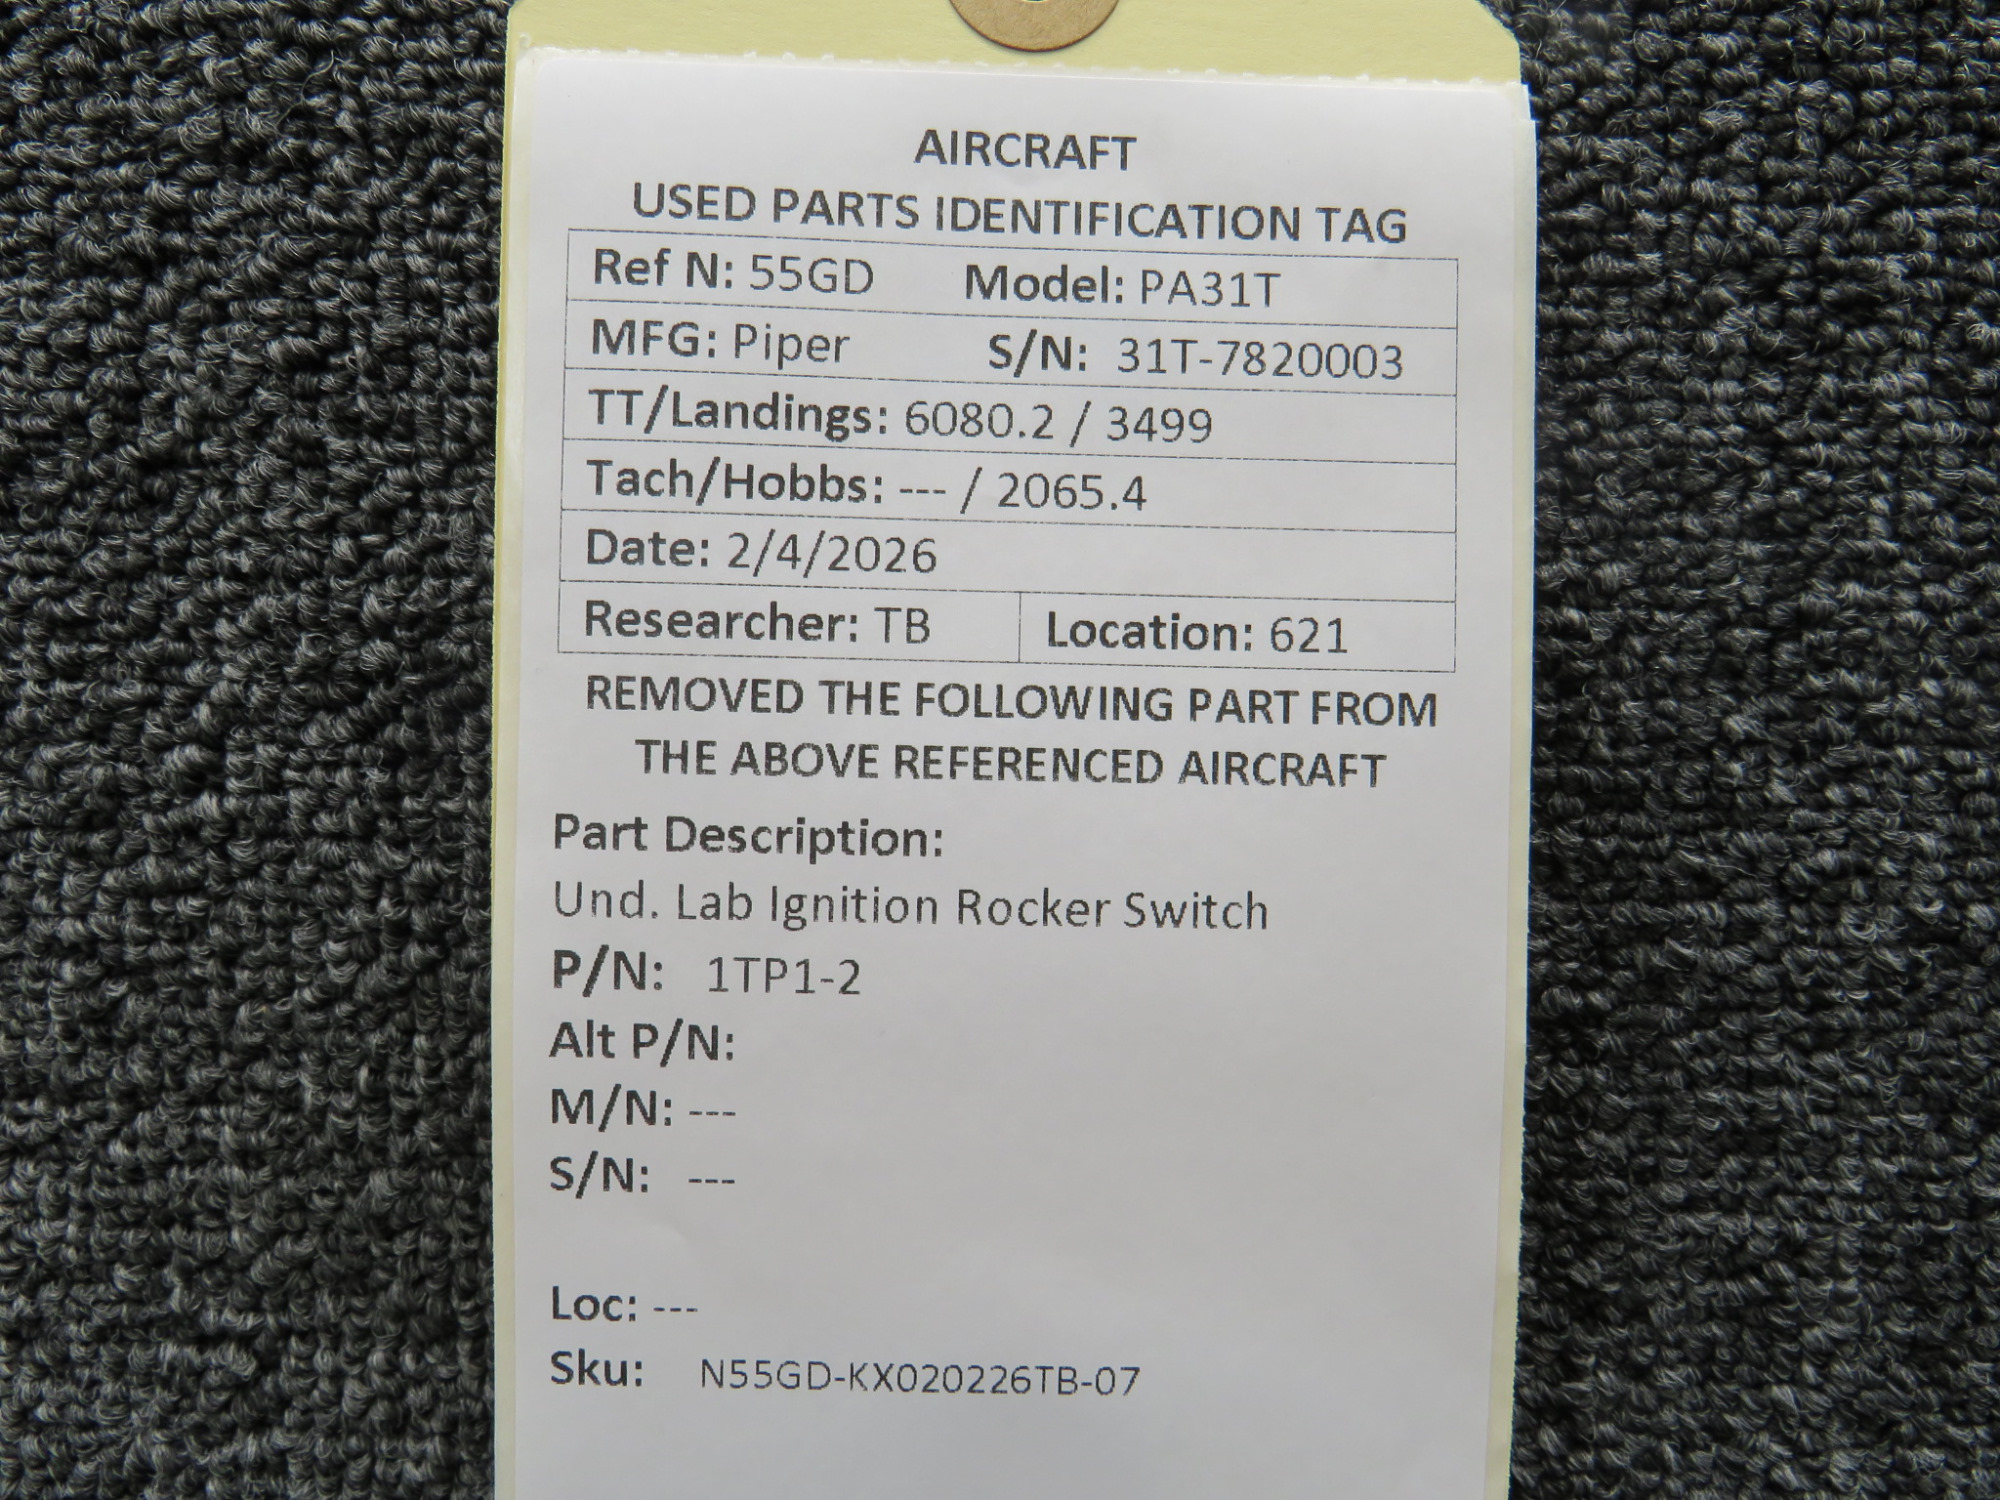 AIRCRAFT
USED PARTS IDENTIFICATION TAG
Ref N: 55GD Model: PA31T
MFG: Piper S/N: 31T-7820003
TT/Landings: 6080.2 / 3499
Tach/Hobbs: --- / 2065.4
Date: 2/4/2026
Researcher: TB Location: 621
REMOVED THE FOLLOWING PART FROM
THE ABOVE REFERENCED AIRCRAFT
Part Description:
Und. Lab Ignition Rocker Switch
P/N: 1TP1-2
Alt P/N:
M/N: ---
S/N: ---
Loc: ---
Sku: N55GD-KX020226TB-07